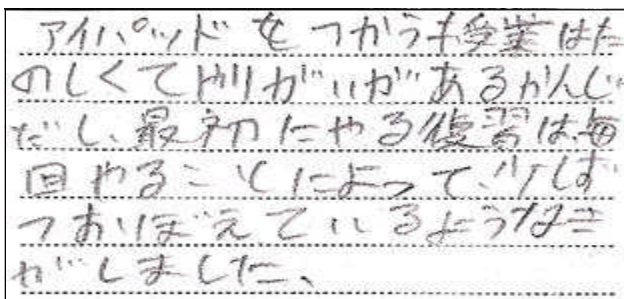 アイパッドをつかう授業はた
のしくてやりがいがあるかんじ
だし、最初にやる復習は毎
回やることによって、少しず
つおぼえているようなき
がしました、